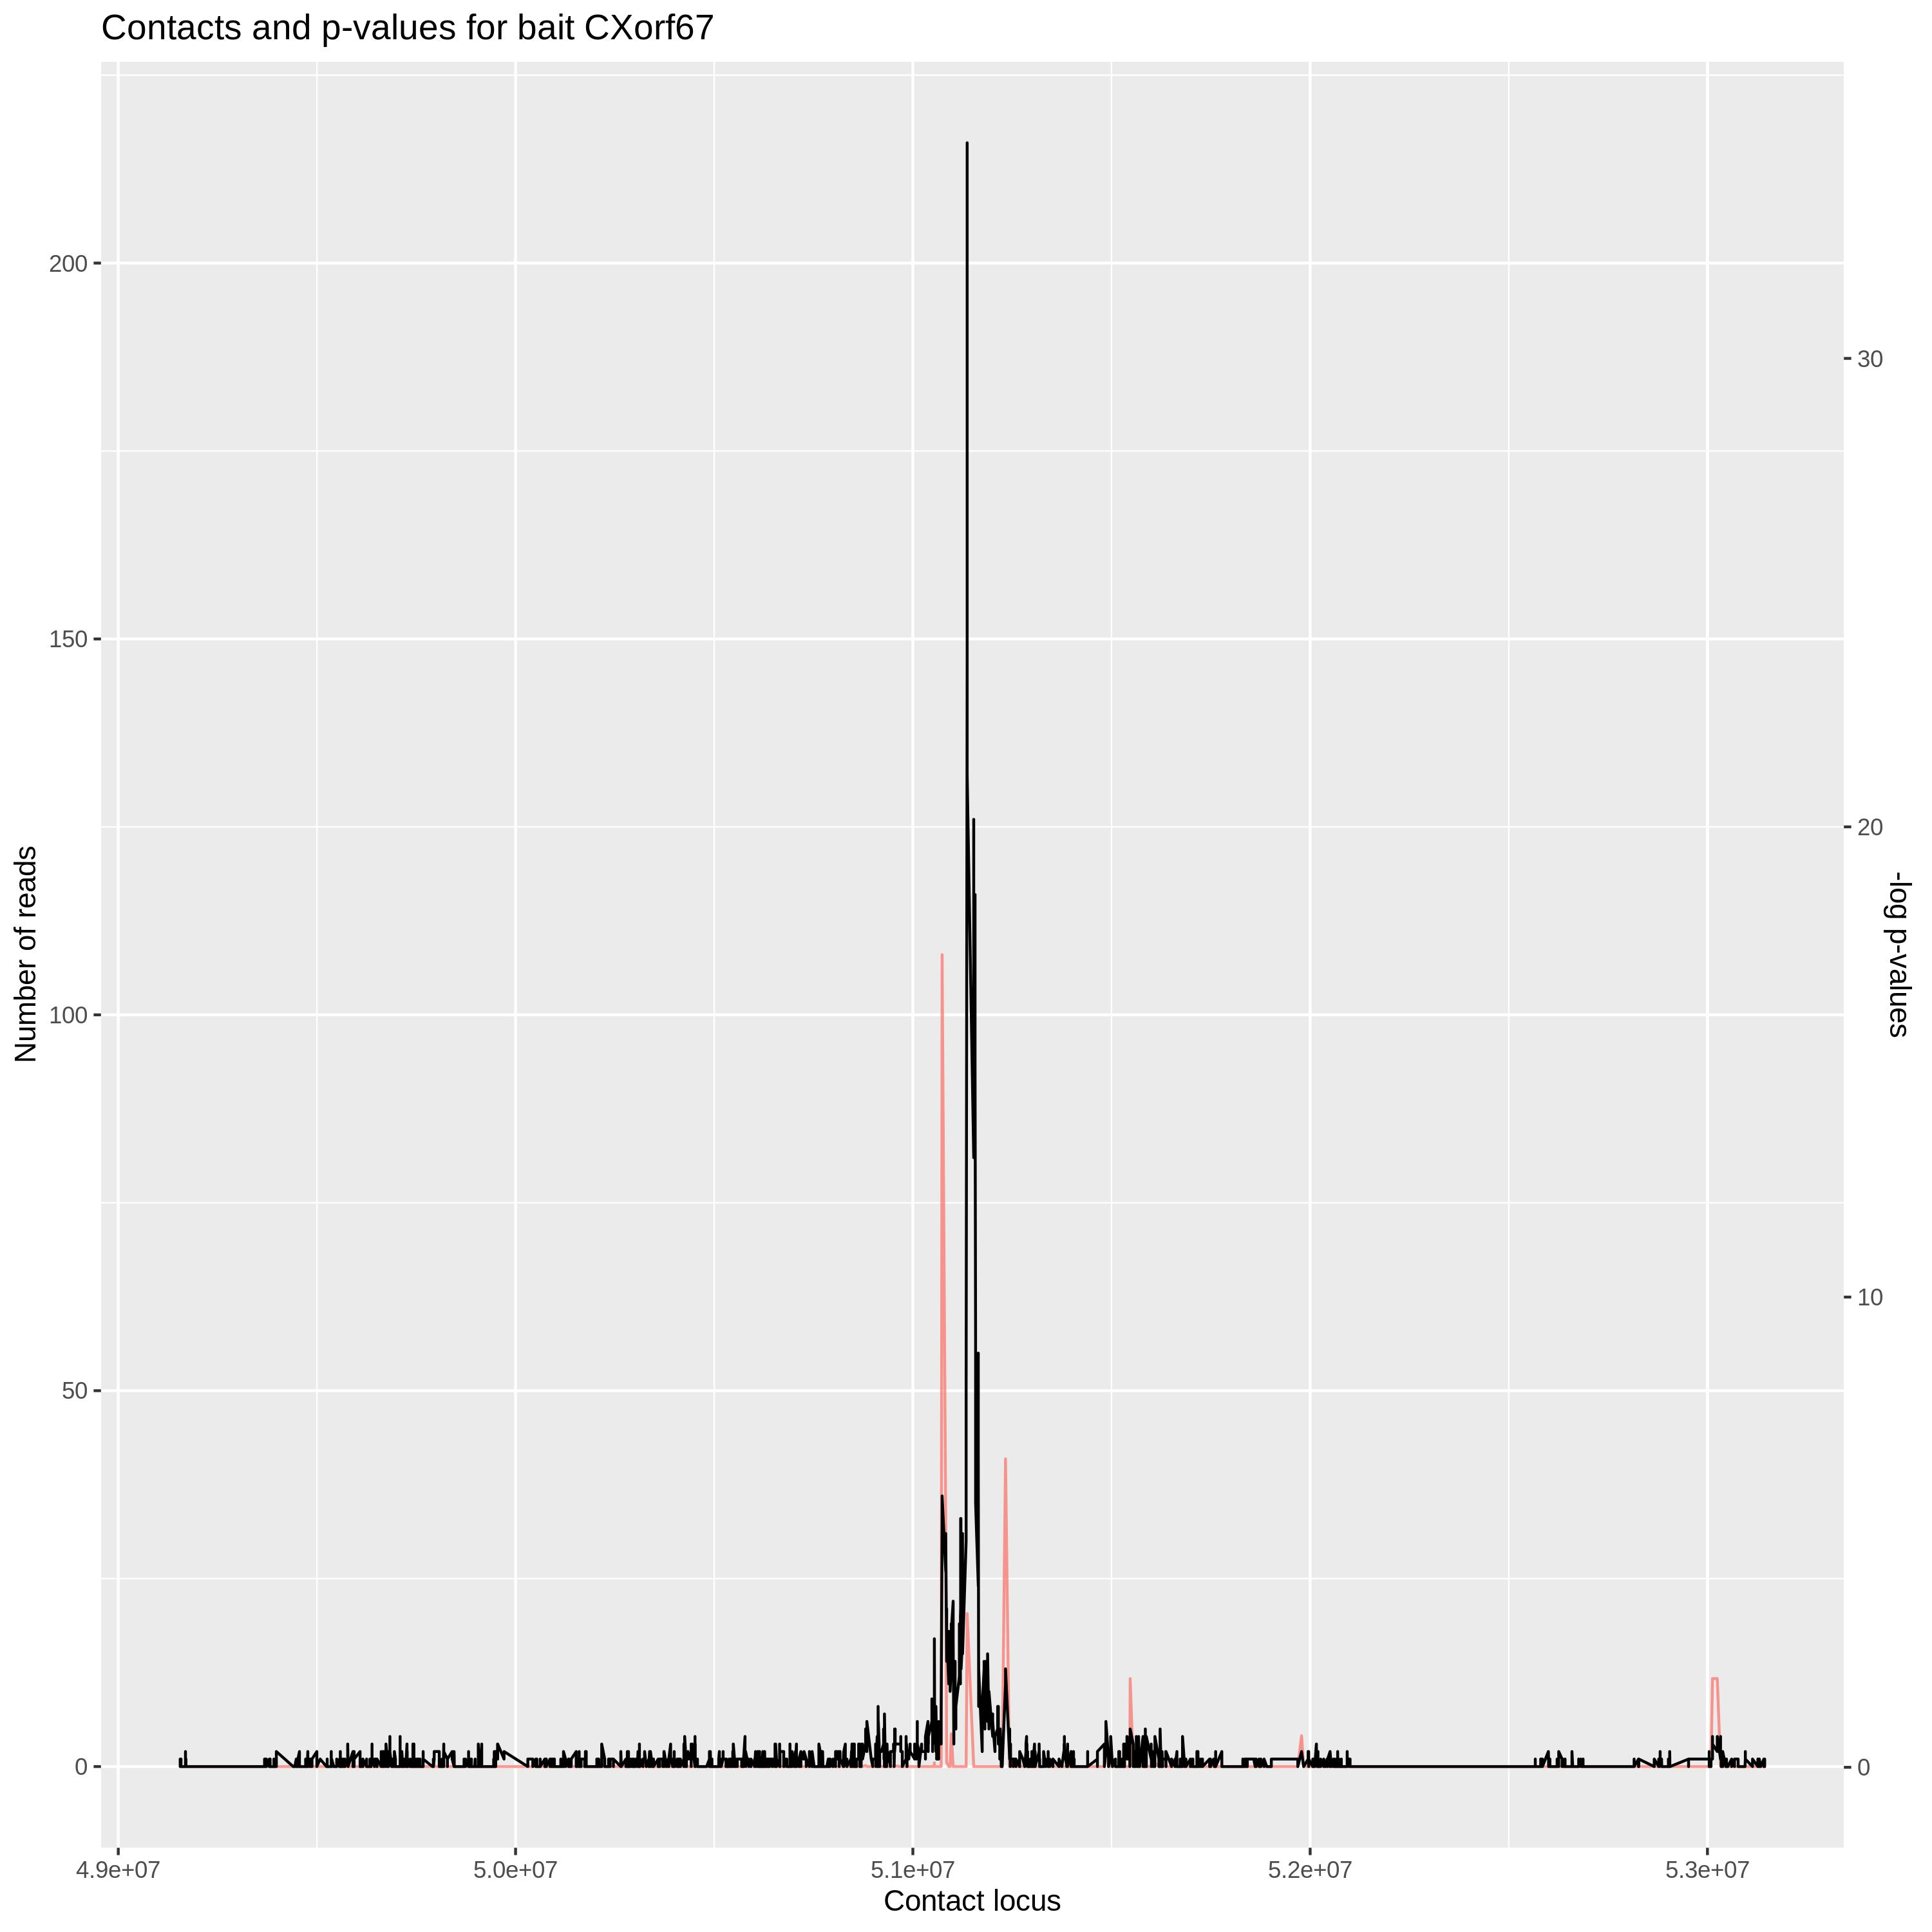 Contacts and p-values for bait CXorf67
200
150
100
50
0
30
20
10
0
Number of reads
-log p-values
4.9e+07
5.0e+07
5.1e+07
5.2e+07
5.3e+07
Contact locus